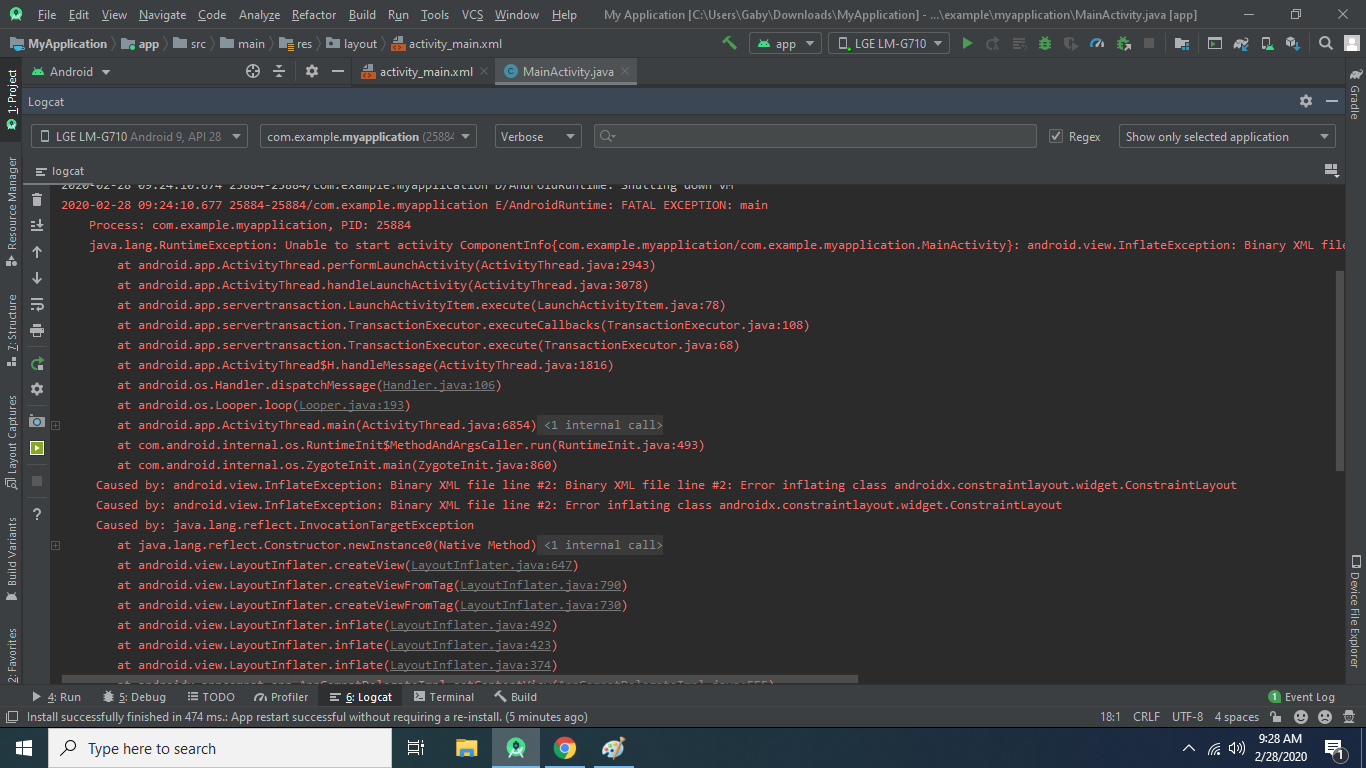 File Edit View Navigate Code Analyze Refactor Build Run Tools VCS Window Help My Application [C:\Users\Gaby\Downloads\MyApplication] - ...\example\myapplication\MainActivity.java [app]
MyApplication app src main res layout activity_main.xml app LGE LM-G710
Android activity_main.xml MainActivity.java
Logcat
LGE LM-G710 Android 9, API 28 com.example.myapplication (25884 Verbose Regex Show only selected application
logcat
2020-02-28 09:24:10.674 25884-25884/com.example.myapplication D/AndroidRuntime: Shutting down VM
2020-02-28 09:24:10.677 25884-25884/com.example.myapplication E/AndroidRuntime: FATAL EXCEPTION: main
Process: com.example.myapplication, PID: 25884
java.lang.RuntimeException: Unable to start activity ComponentInfo{com.example.myapplication/com.example.myapplication.MainActivity}: android.view.InflateException: Binary XML file
at android.app.ActivityThread.performLaunchActivity(ActivityThread.java:2943)
at android.app.ActivityThread.handleLaunchActivity(ActivityThread.java:3078)
at android.app.servertransaction.LaunchActivityItem.execute(LaunchActivityItem.java:78)
at android.app.servertransaction.TransactionExecutor.executeCallbacks(TransactionExecutor.java:108)
at android.app.servertransaction.TransactionExecutor.execute(TransactionExecutor.java:68)
at android.app.ActivityThread$H.handleMessage(ActivityThread.java:1816)
at android.os.Handler.dispatchMessage(Handler.java:106)
at android.os.Looper.loop(Looper.java:193)
at android.app.ActivityThread.main(ActivityThread.java:6854) <1 internal call>
at com.android.internal.os.RuntimeInit$MethodAndArgsCaller.run(RuntimeInit.java:493)
at com.android.internal.os.ZygoteInit.main(ZygoteInit.java:860)
Caused by: android.view.InflateException: Binary XML file line #2: Binary XML file line #2: Error inflating class androidx.constraintlayout.widget.ConstraintLayout
Caused by: android.view.InflateException: Binary XML file line #2: Error inflating class androidx.constraintlayout.widget.ConstraintLayout
Caused by: java.lang.reflect.InvocationTargetException
at java.lang.reflect.Constructor.newInstance0(Native Method) <1 internal call>
at android.view.LayoutInflater.createView(LayoutInflater.java:647)
at android.view.LayoutInflater.createViewFromTag(LayoutInflater.java:790)
at android.view.LayoutInflater.createViewFromTag(LayoutInflater.java:730)
at android.view.LayoutInflater.inflate(LayoutInflater.java:492)
at android.view.LayoutInflater.inflate(LayoutInflater.java:423)
at android.view.LayoutInflater.inflate(LayoutInflater.java:374)
at androidx.appcompat.app.AppCompatDelegateImpl.setContentView(AppCompatDelegateImpl.java:555)
1: Project
Resource Manager
7: Structure
Layout Captures
Build Variants
2: Favorites
Gradle
Device File Explorer
4: Run 5: Debug TODO Profiler 6: Logcat Terminal Build 1 Event Log
Install successfully finished in 474 ms.: App restart successful without requiring a re-install. (5 minutes ago) 18:1 CRLF UTF-8 4 spaces
Type here to search
9:28 AM
2/28/2020
1